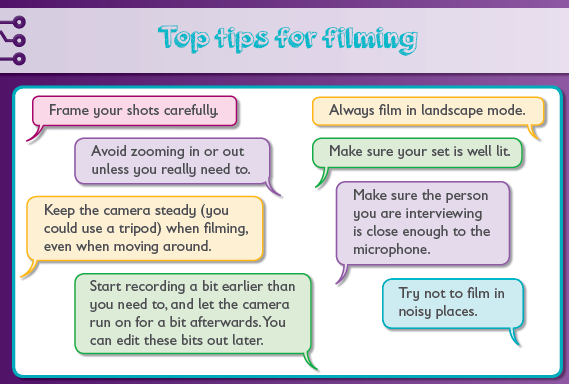 Top tips for filming
Frame your shots carefully.
Always film in landscape mode.
Avoid zooming in or out
unless you really need to.
Make sure your set is well lit.
Keep the camera steady (you
could use a tripod) when filming,
even when moving around.
Make sure the person
you are interviewing
is close enough to the
microphone.
Start recording a bit earlier than
you need to, and let the camera
run on for a bit afterwards. You
can edit these bits out later.
Try not to film in
noisy places.